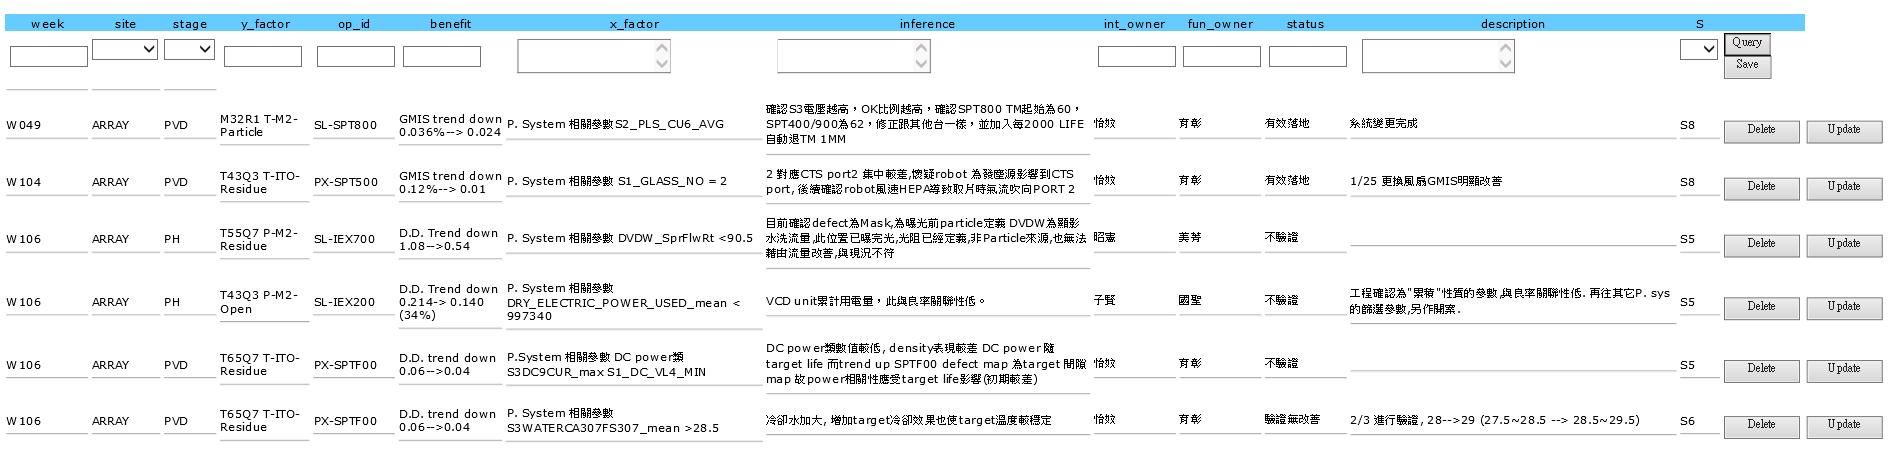 week site stage y_factor op_id benefit x_factor inference int_owner fun_owner status description S
Query
Save
W049 ARRAY PVD M32R1 T-M2-Particle SL-SPT800 GMIS trend down 0.036%--> 0.024 P. System 相關參數S2_PLS_CU6_AVG 確認S3電壓越高，OK比例越高，確認SPT800 TM起始為60，SPT400/900為62，修正跟其他台一樣，並加入每2000 LIFE 自動退TM 1MM 怡妏 育彰 有效落地 系統變更完成 S8 Delete Update
W104 ARRAY PVD T43Q3 T-ITO-Residue PX-SPT500 GMIS trend down 0.12%--> 0.01 P. System 相關參數 S1_GLASS_NO = 2 2 對應CTS port2 集中較差,懷疑robot 為發塵源影響到CTS port, 後續確認robot風速HEPA導致取片時氣流吹向PORT 2 怡妏 育彰 有效落地 1/25 更換風扇GMIS明顯改善 S8 Delete Update
W106 ARRAY PH T55Q7 P-M2-Residue SL-IEX700 D.D. Trend down 1.08-->0.54 P. System 相關參數 DVDW_SprFlwRt <90.5 目前確認defect為Mask,為曝光前particle定義 DVDW為顯影水洗流量,此位置已曝完光,光阻已經定義,非Particle來源,也無法藉由流量改善,與現況不符 昭憲 美菁 不驗證 S5 Delete Update
W106 ARRAY PH T43Q3 P-M2-Open SL-IEX200 D.D. Trend down 0.214-> 0.140 (34%) P. System 相關參數 DRY_ELECTRIC_POWER_USED_mean < 997340 VCD unit累計用電量，此與良率關聯性低。 子賢 國聖 不驗證 工程確認為"累積"性質的參數,與良率關聯性低. 再往其它P. sys的篩選參數,另作開案. S5 Delete Update
W106 ARRAY PVD T65Q7 T-ITO-Residue PX-SPTF00 D.D. trend down 0.06-->0.04 P.System 相關參數 DC power類 S3DC9CUR_max S1_DC_VL4_MIN DC power類數值較低, density表現較差 DC power 隨 target life 而trend up SPTF00 defect map 為target 間隙 map 故power相關性應受target life影響(初期較差) 怡妏 育彰 不驗證 S5 Delete Update
W106 ARRAY PVD T65Q7 T-ITO-Residue PX-SPTF00 D.D. trend down 0.06-->0.04 P. System 相關參數 S3WATERCA307FS307_mean >28.5 冷卻水加大, 增加target冷卻效果也使target溫度較穩定 怡妏 育彰 驗證無改善 2/3 進行驗證, 28-->29 (27.5~28.5 --> 28.5~29.5) S6 Delete Update